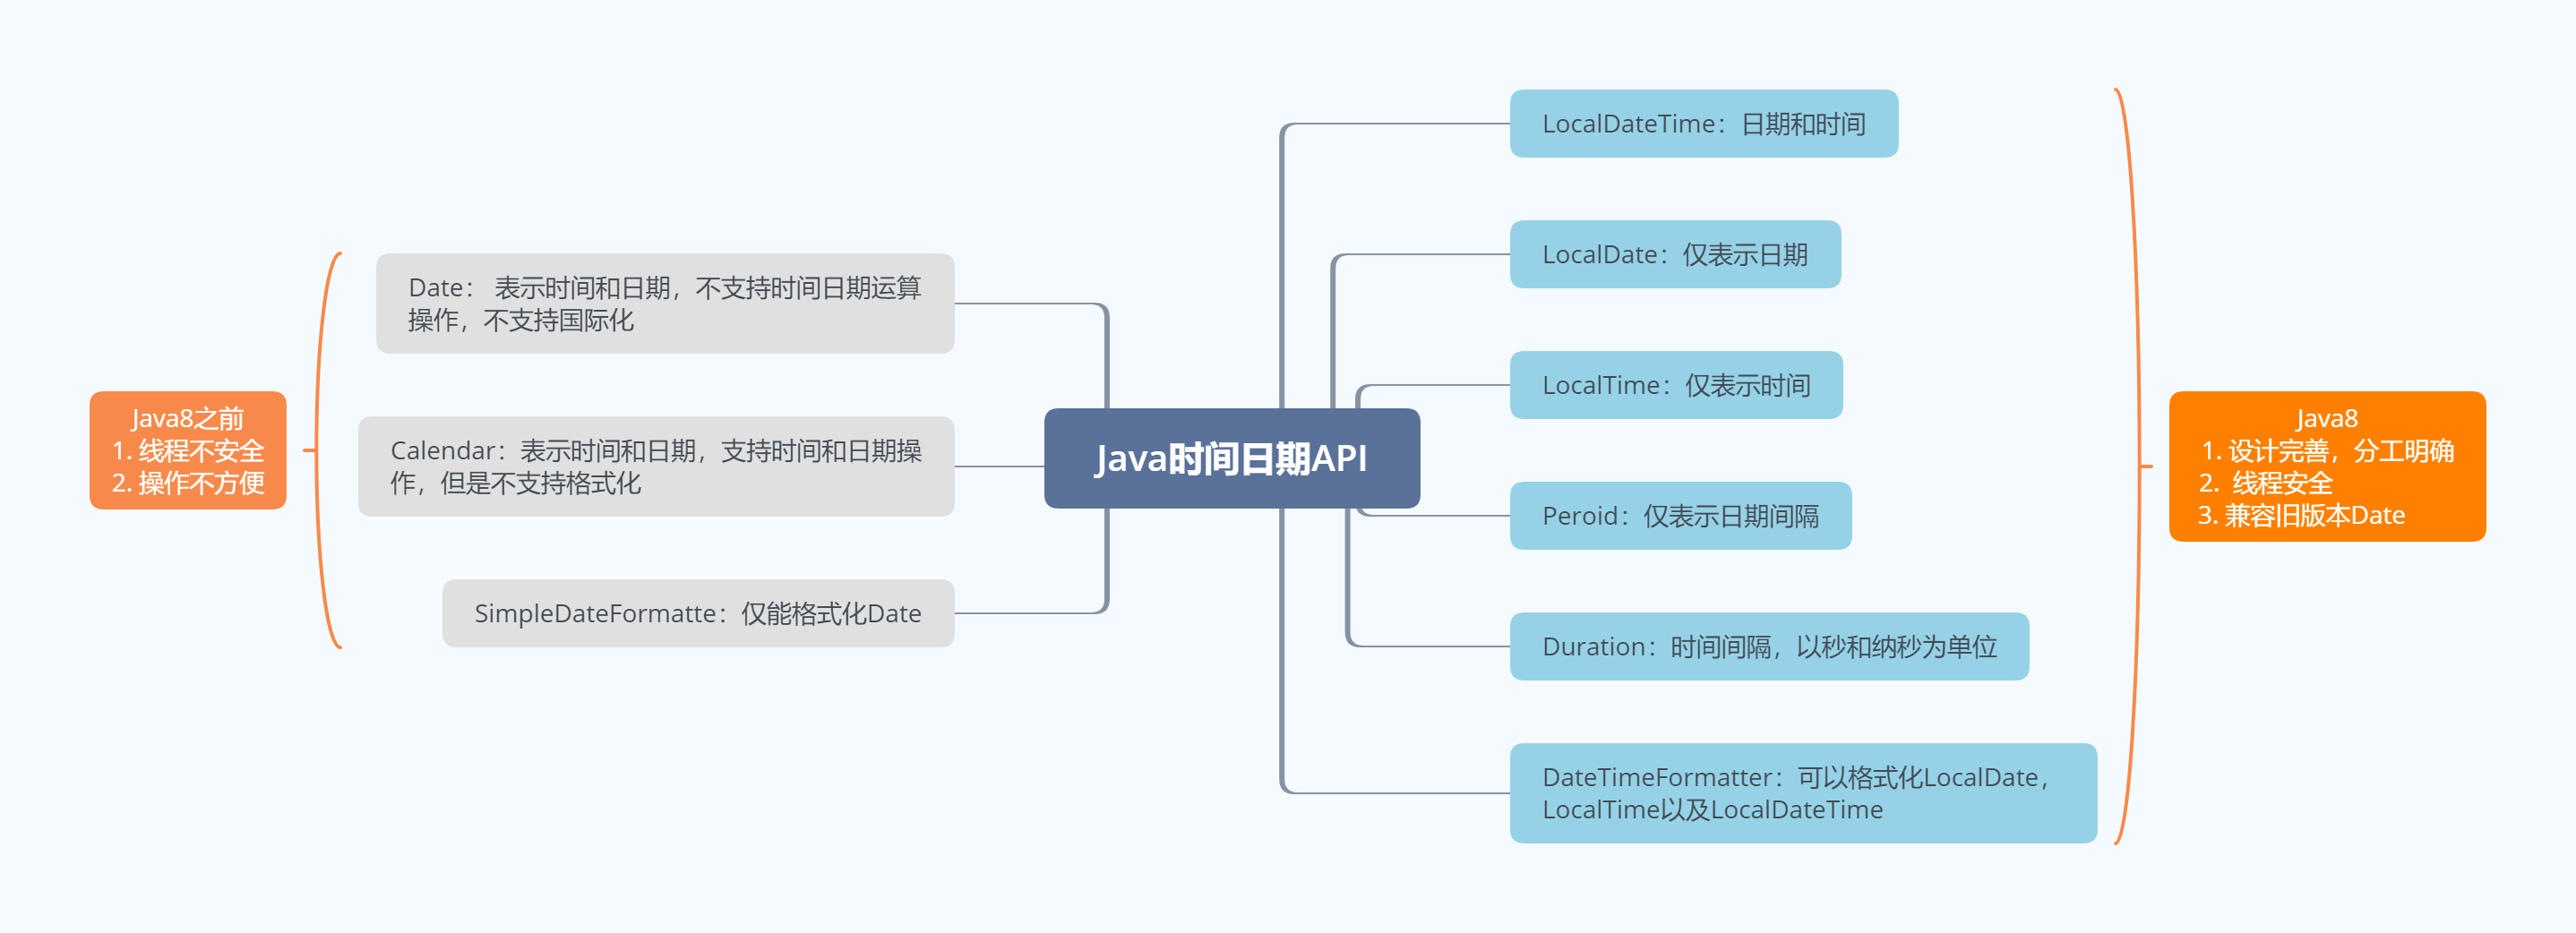 Java8之前
1. 线程不安全
2. 操作不方便
Date： 表示时间和日期，不支持时间日期运算
操作，不支持国际化
Calendar：表示时间和日期，支持时间和日期操
作，但是不支持格式化
SimpleDateFormatte：仅能格式化Date
Java时间日期API
LocalDateTime：日期和时间
LocalDate：仅表示日期
LocalTime：仅表示时间
Peroid：仅表示日期间隔
Duration：时间间隔，以秒和纳秒为单位
DateTimeFormatter：可以格式化LocalDate，
LocalTime以及LocalDateTime
Java8
1. 设计完善，分工明确
2. 线程安全
3. 兼容旧版本Date